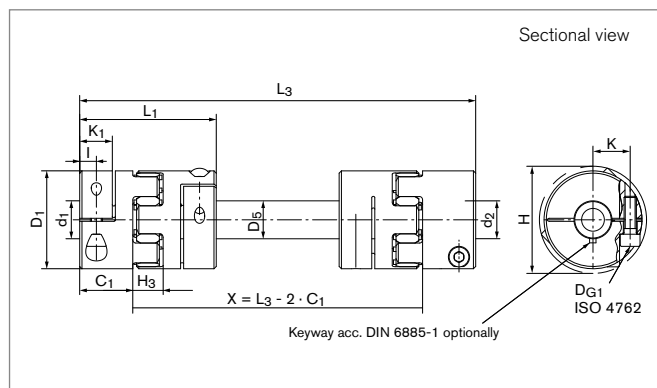 Sectional view
L3
L1
K1
I
K
D1
d1
D5
d2
H
C1
H3
X = L3 - 2 · C1
DG1
ISO 4762
Keyway acc. DIN 6885-1 optionally